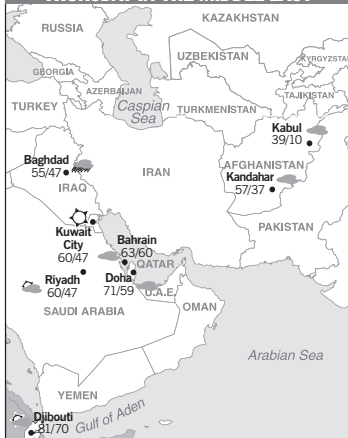 KAZAKHSTAN
RUSSIA
UZBEKISTAN
KYRGYZSTAN
GEORGIA
AZERBAIJAN
TAJIKISTAN
TURKEY
Caspian
Sea
TURKMENISTAN
Kabul
39/10
Baghdad
55/47
IRAN
AFGHANISTAN
Kandahar
57/37
IRAQ
PAKISTAN
Kuwait
City
60/47
Bahrain
63/60
QATAR
Riyadh
60/47
Doha
71/59
U.A.E.
OMAN
SAUDI ARABIA
Arabian Sea
YEMEN
Djibouti
81/70
Gulf of Aden